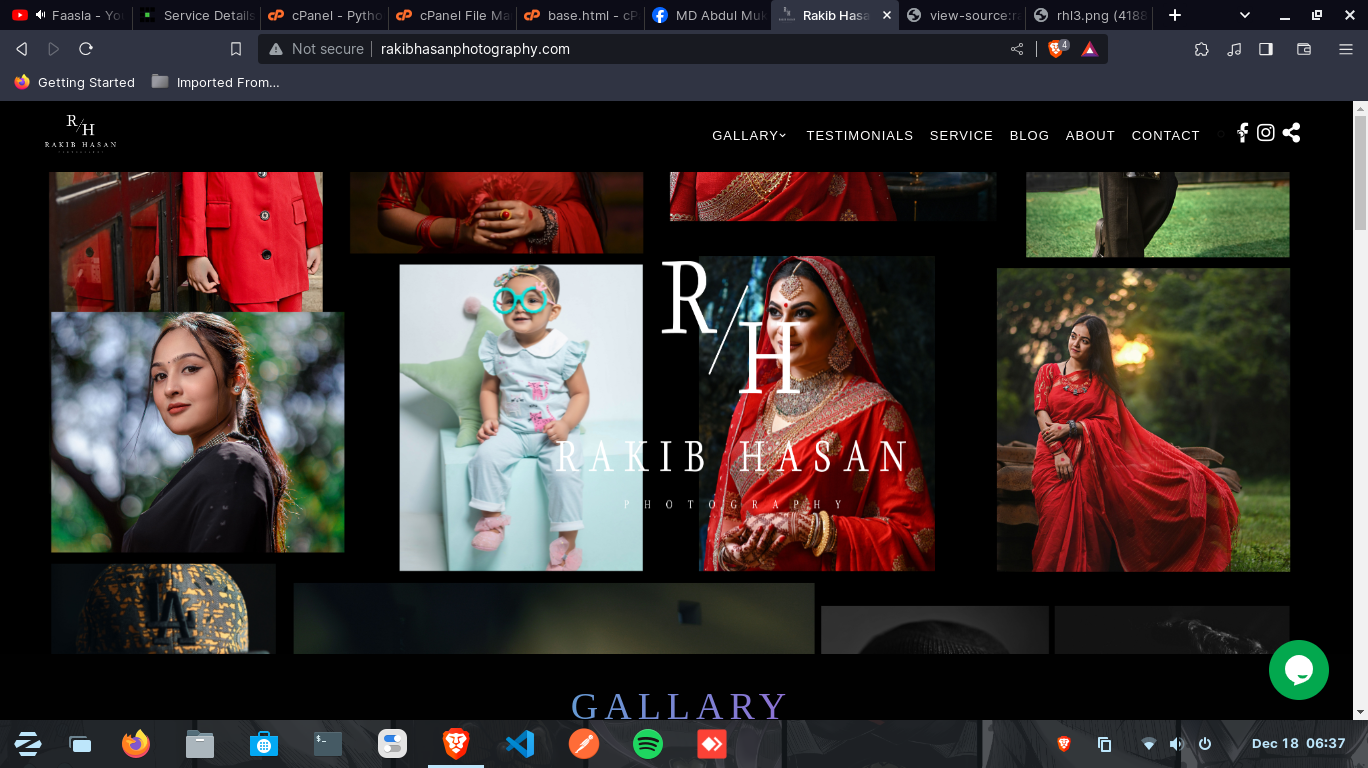 Faasla - Yo
Service Details
cPanel - Pytho
cPanel File Ma
base.html - cP
MD Abdul Muk
Rakib Hasa
view-source:ra
rhl3.png (4188
Not secure
rakibhasanphotography.com
4
Getting Started
Imported From...
R/H
RAKIB HASAN
GALLARY
TESTIMONIALS
SERVICE
BLOG
ABOUT
CONTACT
R/H
RAKIB HASAN
PHOTOGRAPHY
LA
GALLARY
Dec 18 06:37